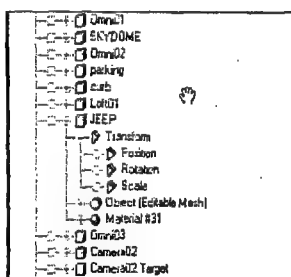 Omni01
SKYDOME
Omni02
parking
curb
Loft01
JEEP
Transform
Position
Rotation
Scale
Object (Editable Mesh)
Material #31
Omni03
Camera02
Camera02 Target